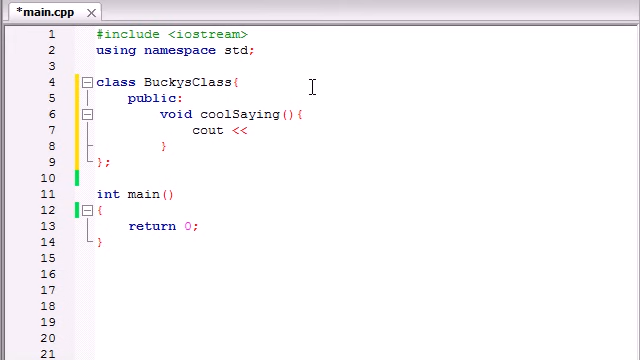 *main.cpp
1 #include <iostream>
2 using namespace std;
3
4 class BuckysClass{
5 public:
6 void coolSaying(){
7 cout <<
8 }
9 };
10
11 int main()
12 {
13 return 0;
14 }
15
16
17
18
19
20
21